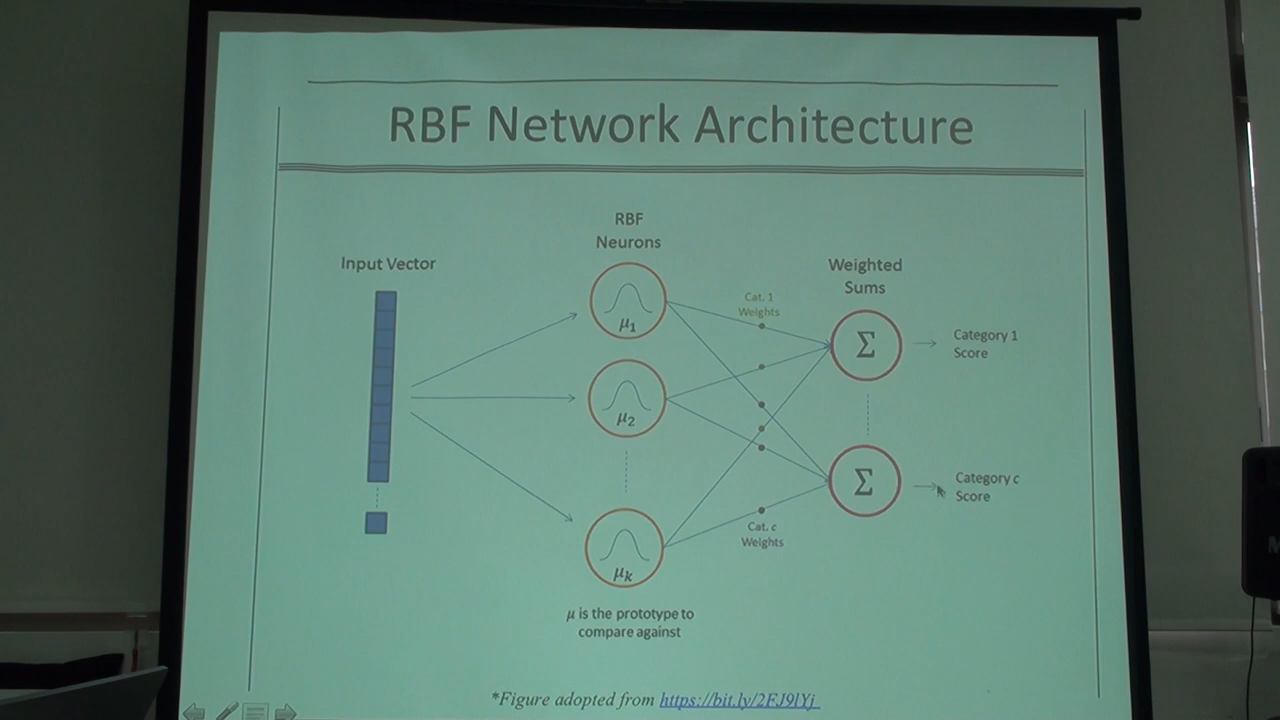 RBF Network Architecture
RBF
Neurons
Input Vector
Weighted
Sums
Cat. 1
Weights
μ1
Σ
Category 1
Score
μ2
Σ
Category c
Score
Cat. c
Weights
μk
μ is the prototype to
compare against
*Figure adopted from https://bit.ly/2FJ9lYj